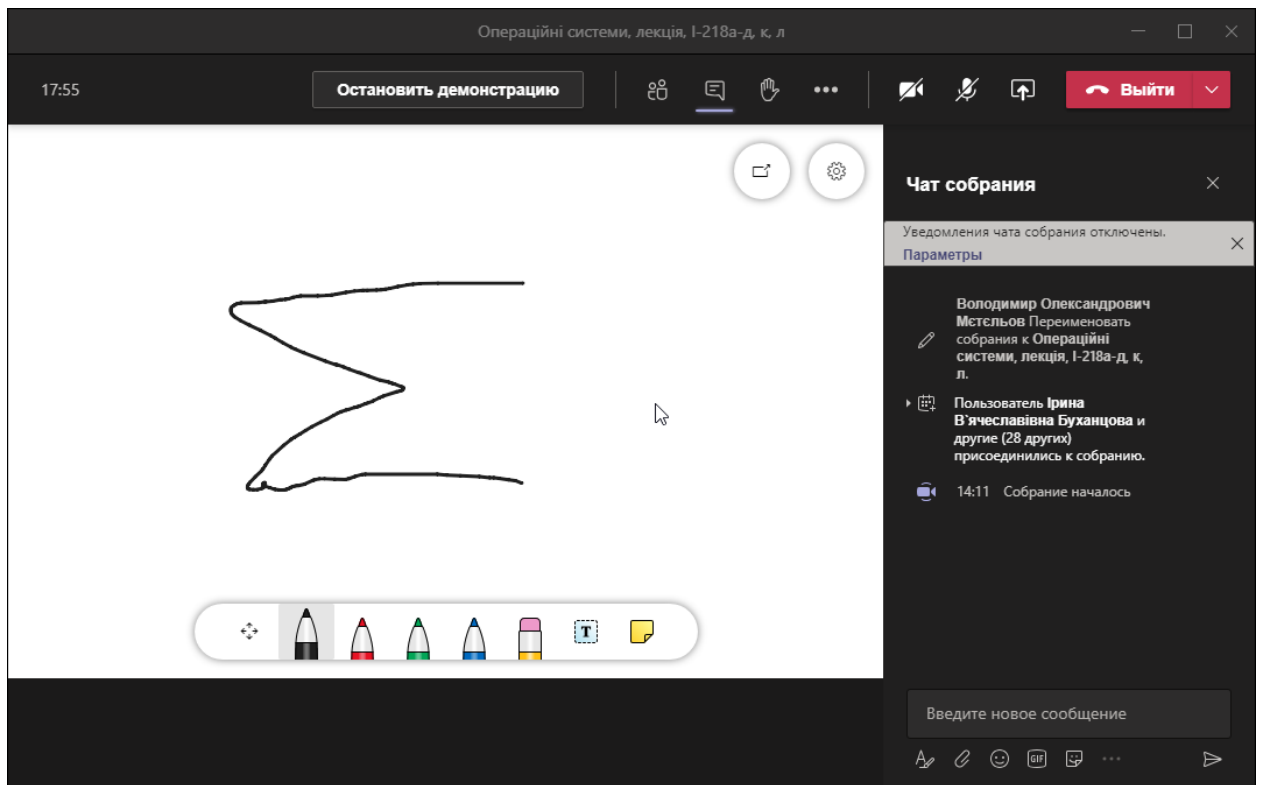 Операційні системи, лекція, І-218а-д, к, л
17:55
Остановить демонстрацию
Выйти
Чат собрания
Уведомления чата собрания отключены.
Параметры
Володимир Олександрович
Мєтєльов Переименовать
собрания к Операційні
системи, лекція, І-218а-д, к,
л.
Пользователь Ірина
В`ячеславівна Буханцова и
другие (28 других)
присоединились к собранию.
14:11 Собрание началось
T
Введите новое сообщение
GIF